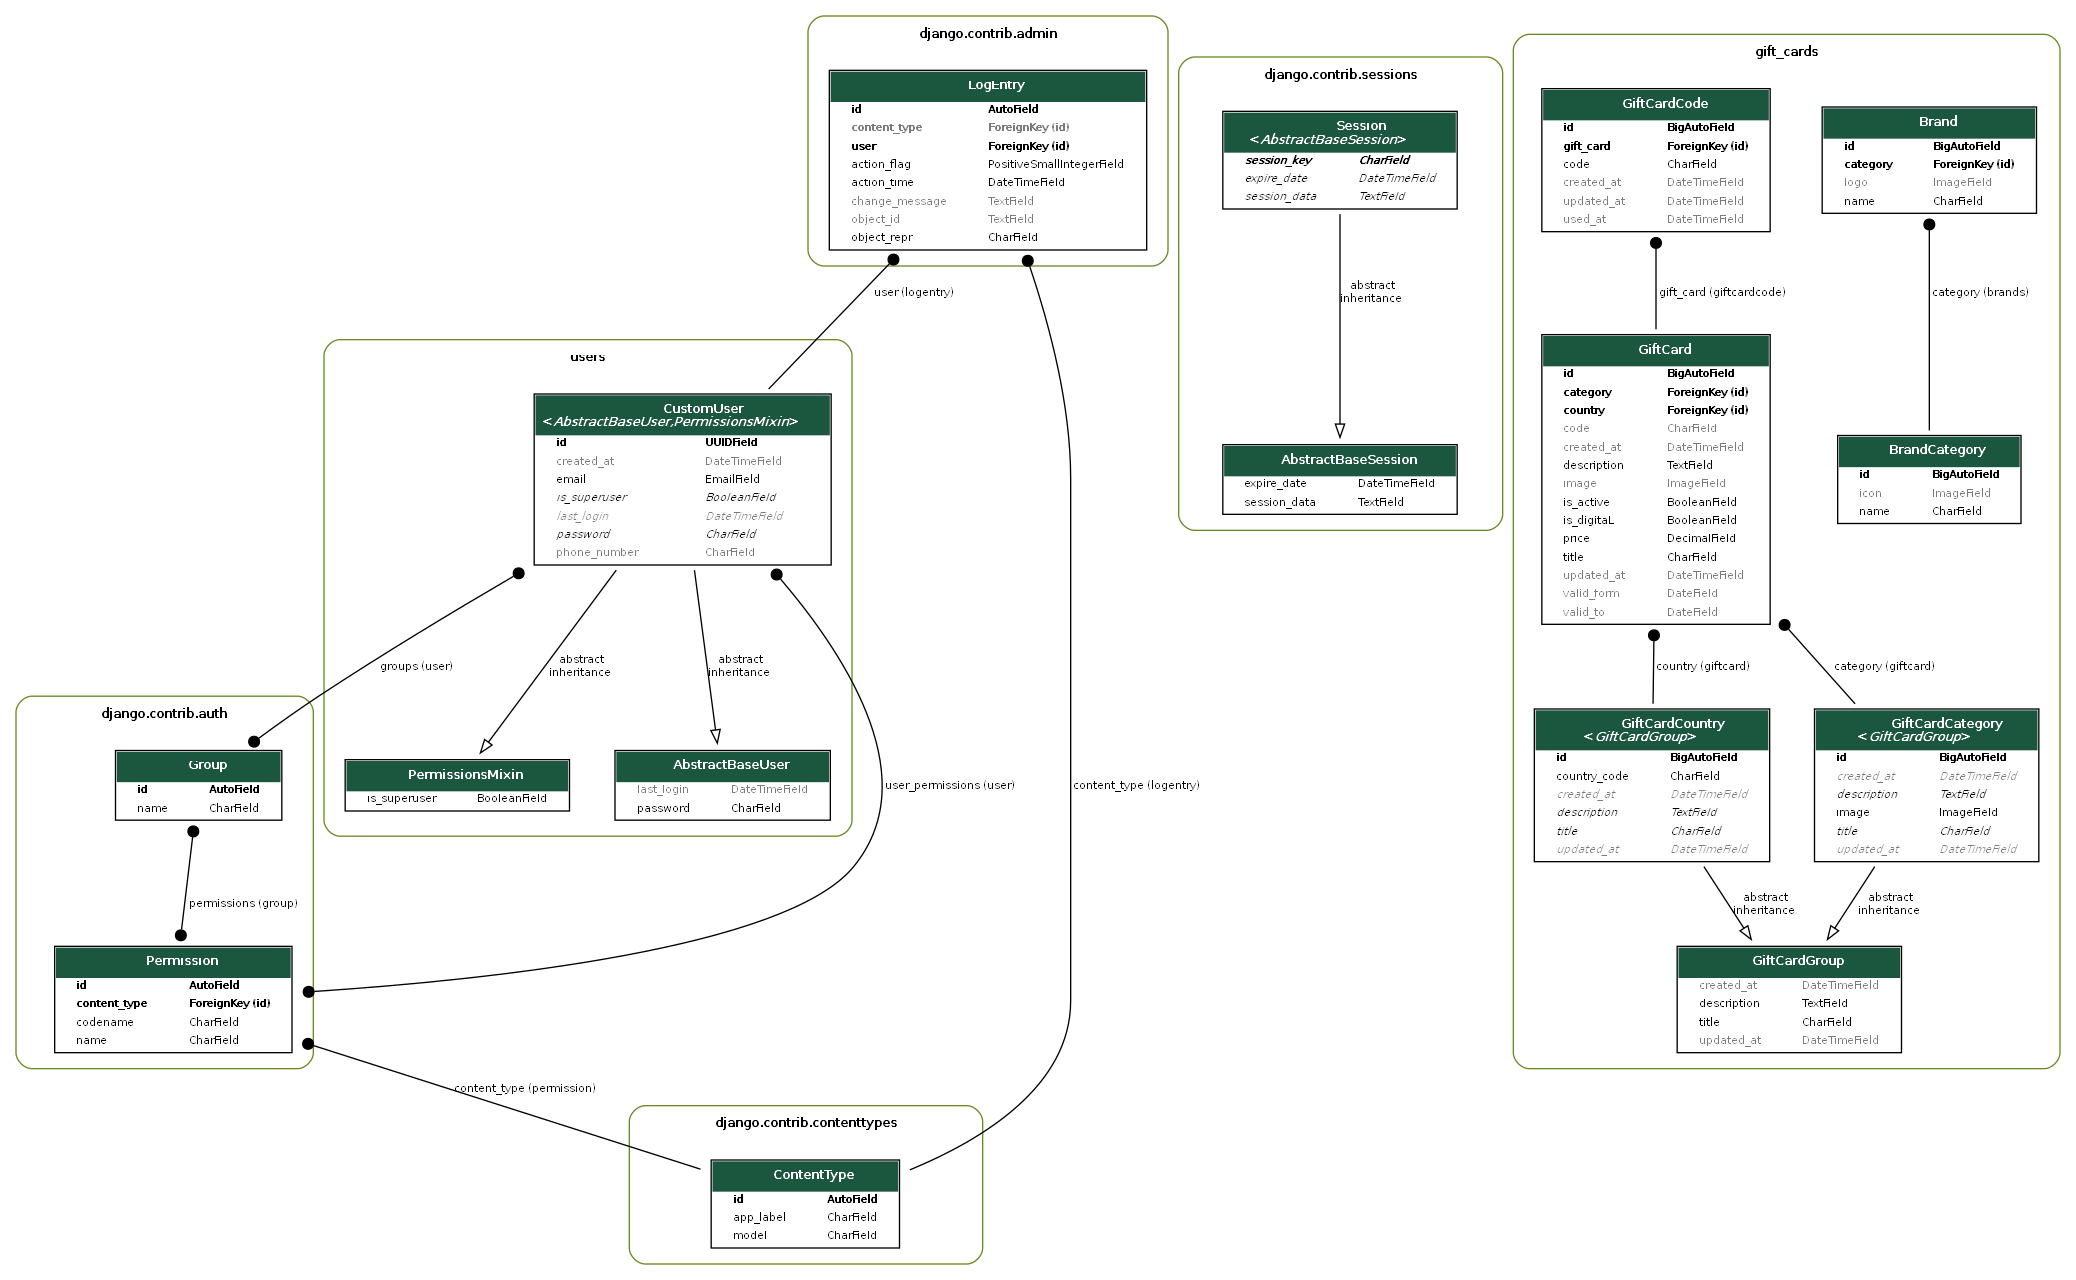 django.contrib.admin
LogEntry
id AutoField
content_type ForeignKey (id)
user ForeignKey (id)
action_flag PositiveSmallIntegerField
action_time DateTimeField
change_message TextField
object_id TextField
object_repr CharField
user (logentry)
content_type (logentry)
django.contrib.sessions
Session
<AbstractBaseSession>
session_key CharField
expire_date DateTimeField
session_data TextField
abstract
inheritance
AbstractBaseSession
expire_date DateTimeField
session_data TextField
users
CustomUser
<AbstractBaseUser,PermissionsMixin>
id UUIDField
created_at DateTimeField
email EmailField
is_superuser BooleanField
last_login DateTimeField
password CharField
phone_number CharField
groups (user)
abstract
inheritance
abstract
inheritance
user_permissions (user)
PermissionsMixin
is_superuser BooleanField
AbstractBaseUser
last_login DateTimeField
password CharField
django.contrib.auth
Group
id AutoField
name CharField
permissions (group)
Permission
id AutoField
content_type ForeignKey (id)
codename CharField
name CharField
content_type (permission)
django.contrib.contenttypes
ContentType
id AutoField
app_label CharField
model CharField
gift_cards
GiftCardCode
id BigAutoField
gift_card ForeignKey (id)
code CharField
created_at DateTimeField
updated_at DateTimeField
used_at DateTimeField
gift_card (giftcardcode)
Brand
id BigAutoField
category ForeignKey (id)
logo ImageField
name CharField
category (brands)
BrandCategory
id BigAutoField
icon ImageField
name CharField
GiftCard
id BigAutoField
category ForeignKey (id)
country ForeignKey (id)
code CharField
created_at DateTimeField
description TextField
image ImageField
is_active BooleanField
is_digitaL BooleanField
price DecimalField
title CharField
updated_at DateTimeField
valid_form DateField
valid_to DateField
country (giftcard)
category (giftcard)
GiftCardCountry
<GiftCardGroup>
id BigAutoField
country_code CharField
created_at DateTimeField
description TextField
title CharField
updated_at DateTimeField
GiftCardCategory
<GiftCardGroup>
id BigAutoField
created_at DateTimeField
description TextField
image ImageField
title CharField
updated_at DateTimeField
abstract
inheritance
abstract
inheritance
GiftCardGroup
created_at DateTimeField
description TextField
title CharField
updated_at DateTimeField